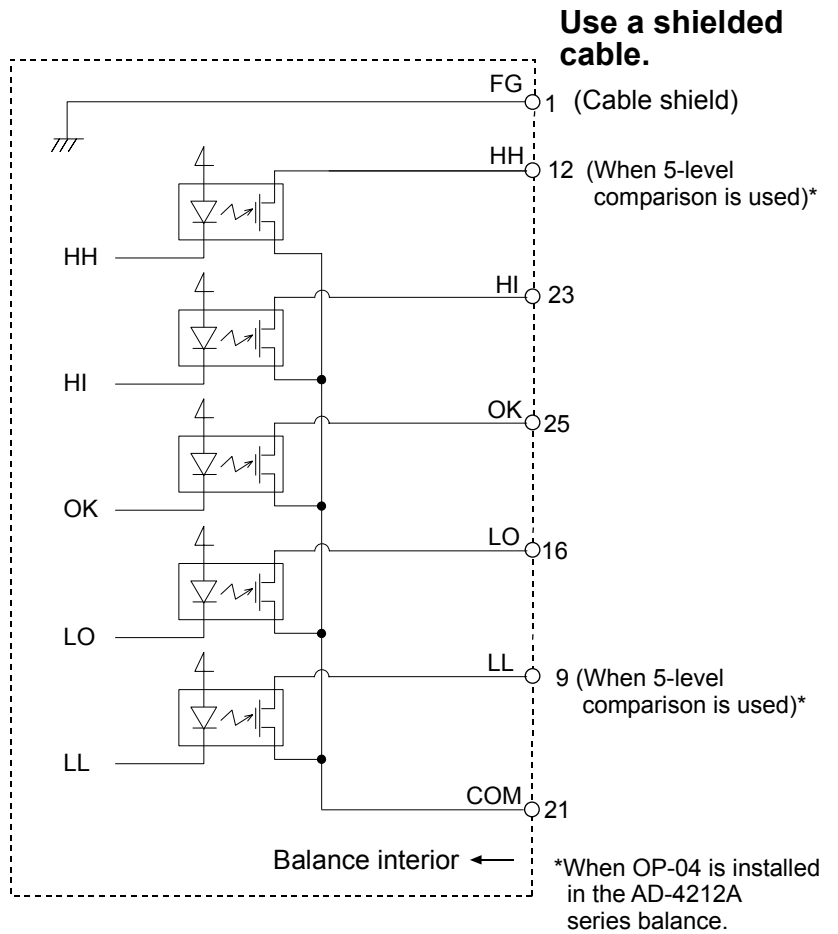 Use a shielded
cable.
FG
1 (Cable shield)
HH
12 (When 5-level
comparison is used)*
HH
HI
23
HI
OK
25
OK
LO
16
LO
LL
9 (When 5-level
comparison is used)*
LL
COM
21
Balance interior
*When OP-04 is installed
in the AD-4212A
series balance.